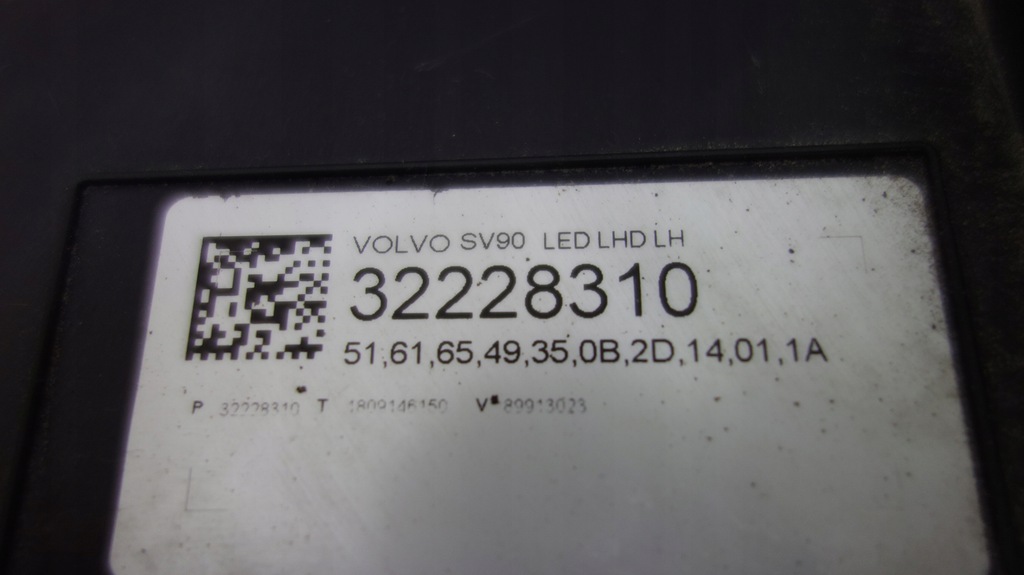 VOLVO SV90 LED LHD LH
32228310
51,61,65,49,35,0B,2D,14,01,1A
P 32228310 T 1809146150 V 89913023